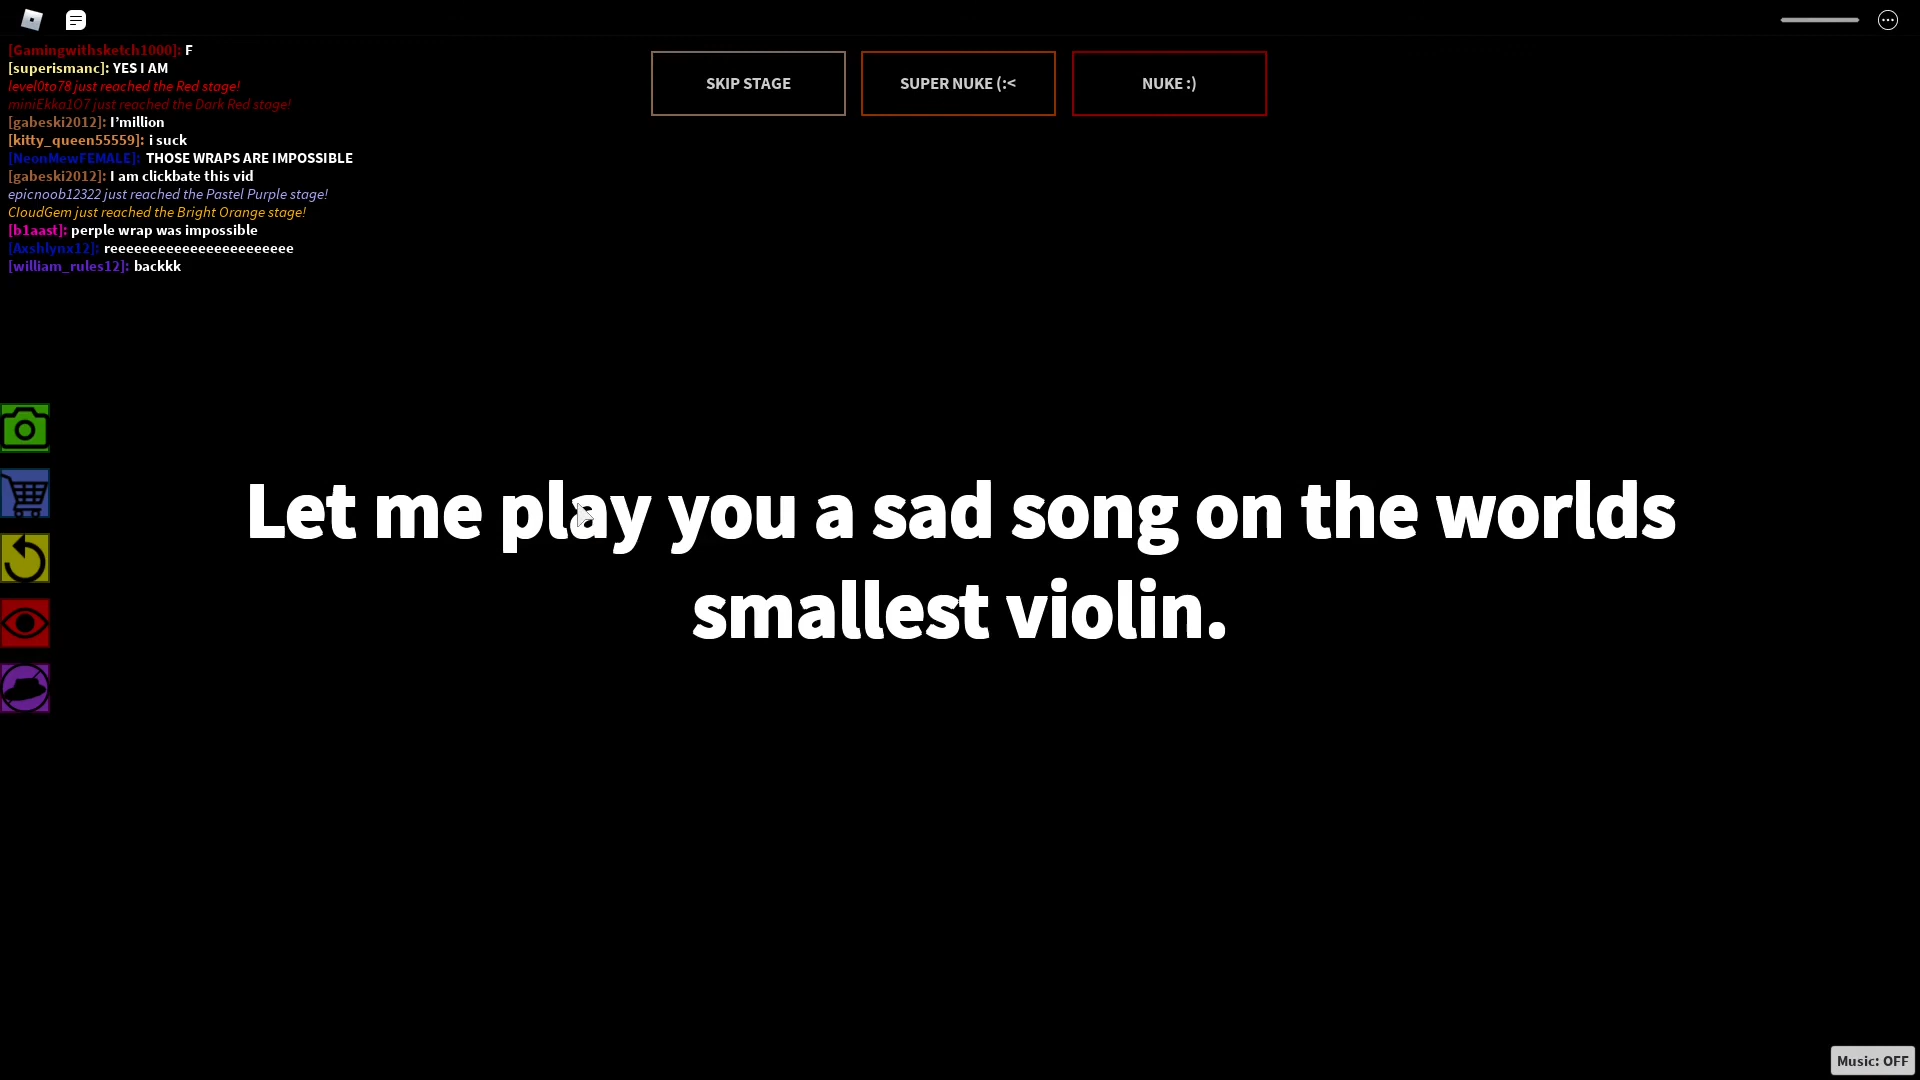 [Gamingwithsketch1000]: F
[superismanc]: YES I AM
level0to78 just reached the Red stage!
miniEkka1O7 just reached the Dark Red stage!
[gabeski2012]: I’million
[kitty_queen55559]: i suck
[NeonMewFEMALE]: THOSE WRAPS ARE IMPOSSIBLE
[gabeski2012]: I am clickbate this vid
epicnoob12322 just reached the Pastel Purple stage!
CloudGem just reached the Bright Orange stage!
[b1aast]: perple wrap was impossible
[Axshlynx12]: reeeeeeeeeeeeeeeeeeeeeee
[william_rules12]: backkk
SKIP STAGE
SUPER NUKE (:<
NUKE :)
Let me play you a sad song on the worlds
smallest violin.
Music: OFF